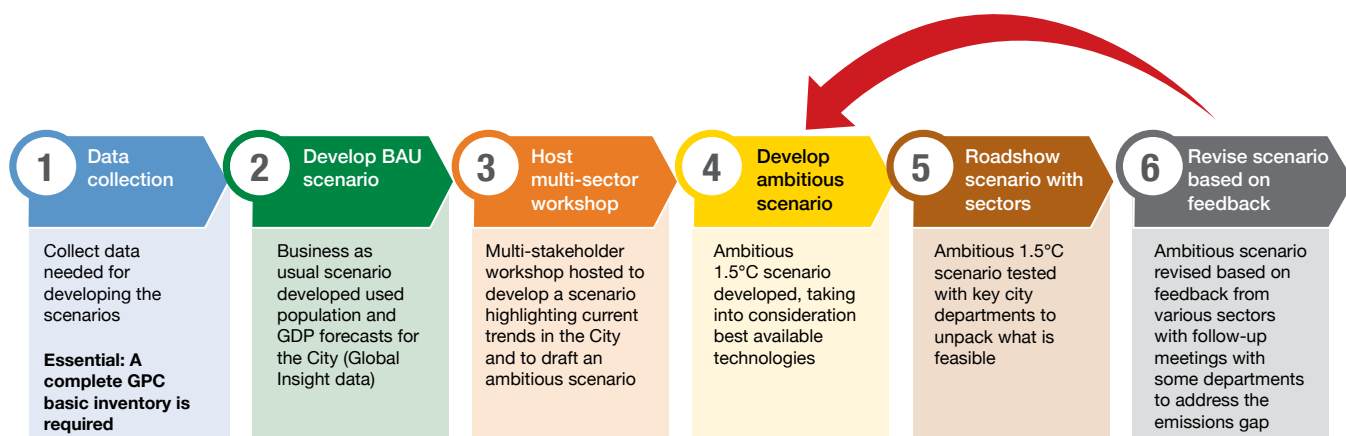 1
Data
collection
Collect data
needed for
developing the
scenarios
Essential: A
complete GPC
basic inventory is
required
2
Develop BAU
scenario
Business as
usual scenario
developed used
population and
GDP forecasts for
the City (Global
Insight data)
3
Host
multi-sector
workshop
Multi-stakeholder
workshop hosted to
develop a scenario
highlighting current
trends in the City
and to draft an
ambitious scenario
4
Develop
ambitious
scenario
Ambitious
1.5°C scenario
developed, taking
into consideration
best available
technologies
5
Roadshow
scenario with
sectors
Ambitious 1.5°C
scenario tested
with key city
departments to
unpack what is
feasible
6
Revise scenario
based on
feedback
Ambitious scenario
revised based on
feedback from
various sectors
with follow-up
meetings with
some departments
to address the
emissions gap